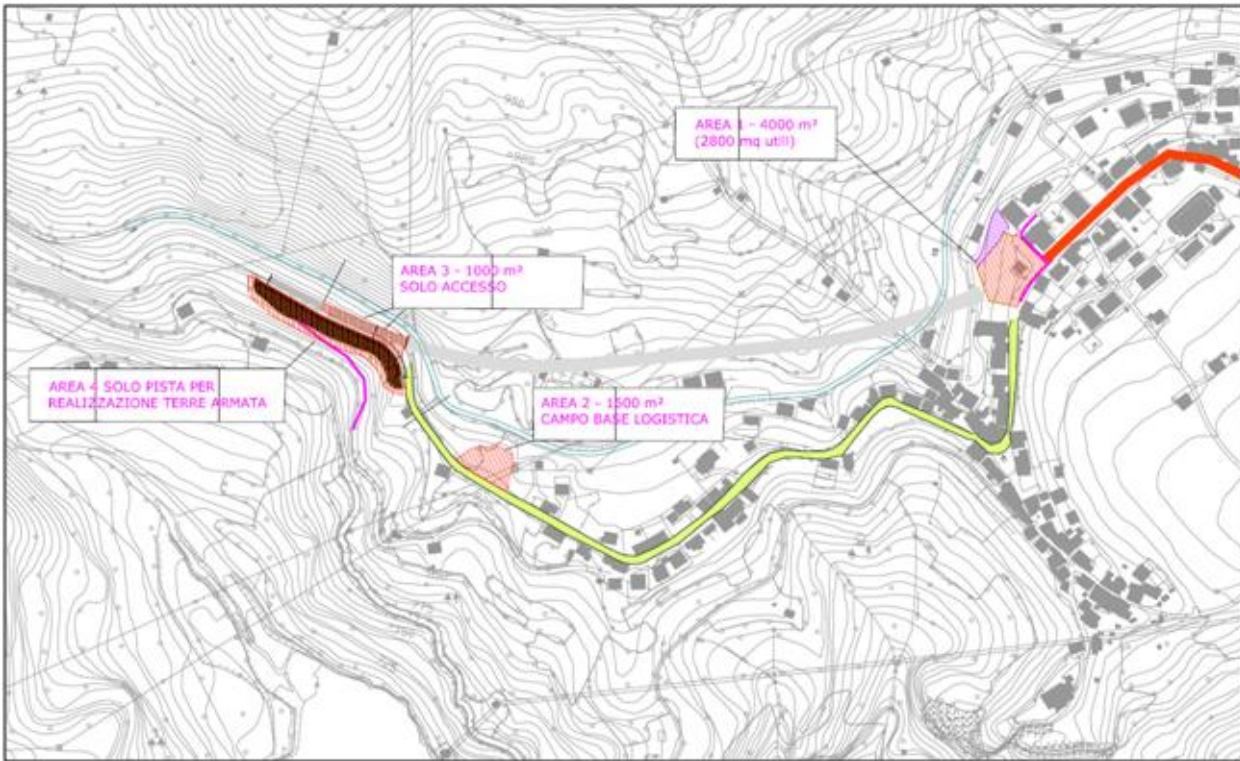 AREA 1 - 4000 m²
(2800 mq utili)
AREA 3 - 1000 m²
SOLO ACCESSO
AREA 4 SOLO PISTA PER
REALIZZAZIONE TERRE ARMATA
AREA 2 - 1500 m²
CAMPO BASE LOGISTICA